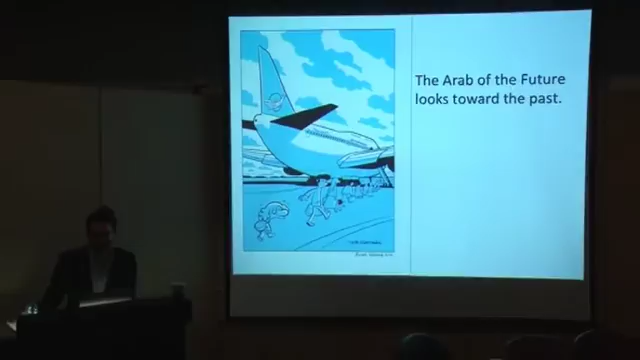 The Arab of the Future
looks toward the past.